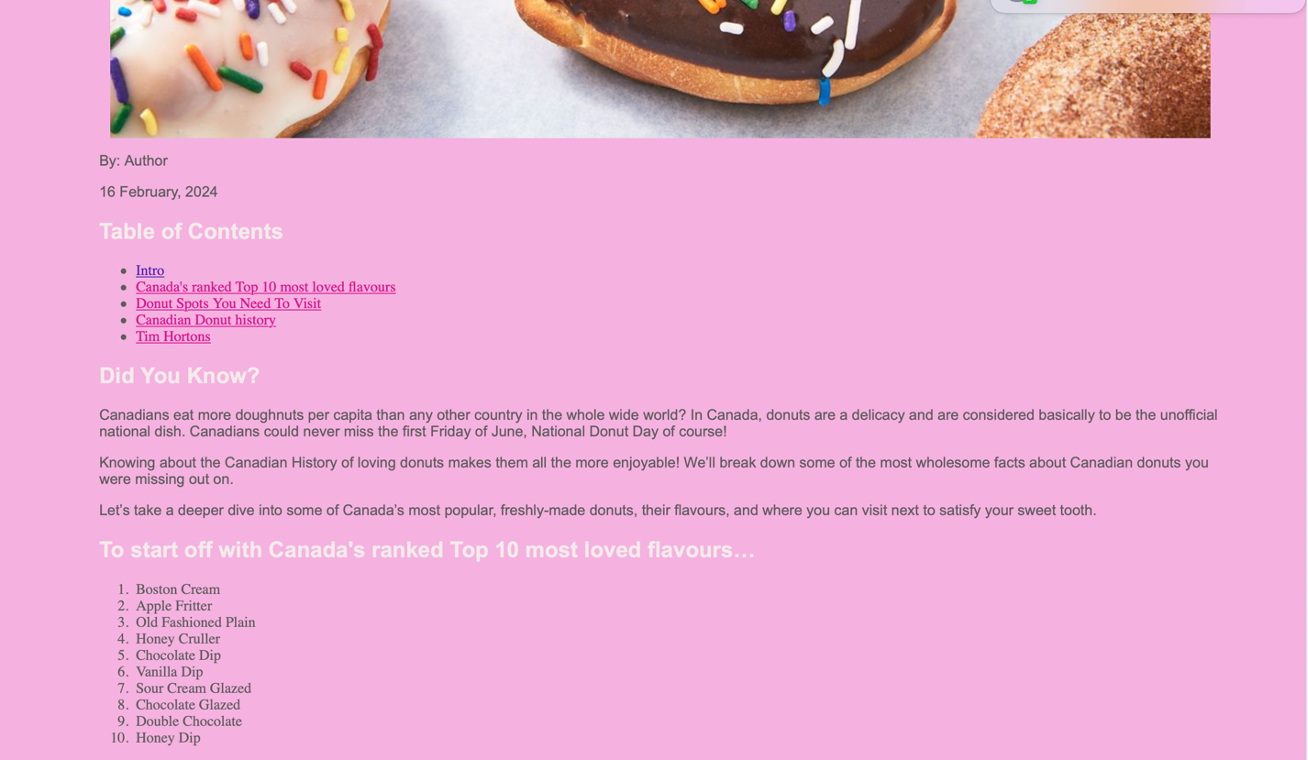 By: Author
16 February, 2024
Table of Contents
Intro
Canada's ranked Top 10 most loved flavours
Donut Spots You Need To Visit
Canadian Donut history
Tim Hortons
Did You Know?
Canadians eat more doughnuts per capita than any other country in the whole wide world? In Canada, donuts are a delicacy and are considered basically to be the unofficial
national dish. Canadians could never miss the first Friday of June, National Donut Day of course!
Knowing about the Canadian History of loving donuts makes them all the more enjoyable! We’ll break down some of the most wholesome facts about Canadian donuts you
were missing out on.
Let’s take a deeper dive into some of Canada’s most popular, freshly-made donuts, their flavours, and where you can visit next to satisfy your sweet tooth.
To start off with Canada's ranked Top 10 most loved flavours…
1. Boston Cream
2. Apple Fritter
3. Old Fashioned Plain
4. Honey Cruller
5. Chocolate Dip
6. Vanilla Dip
7. Sour Cream Glazed
8. Chocolate Glazed
9. Double Chocolate
10. Honey Dip